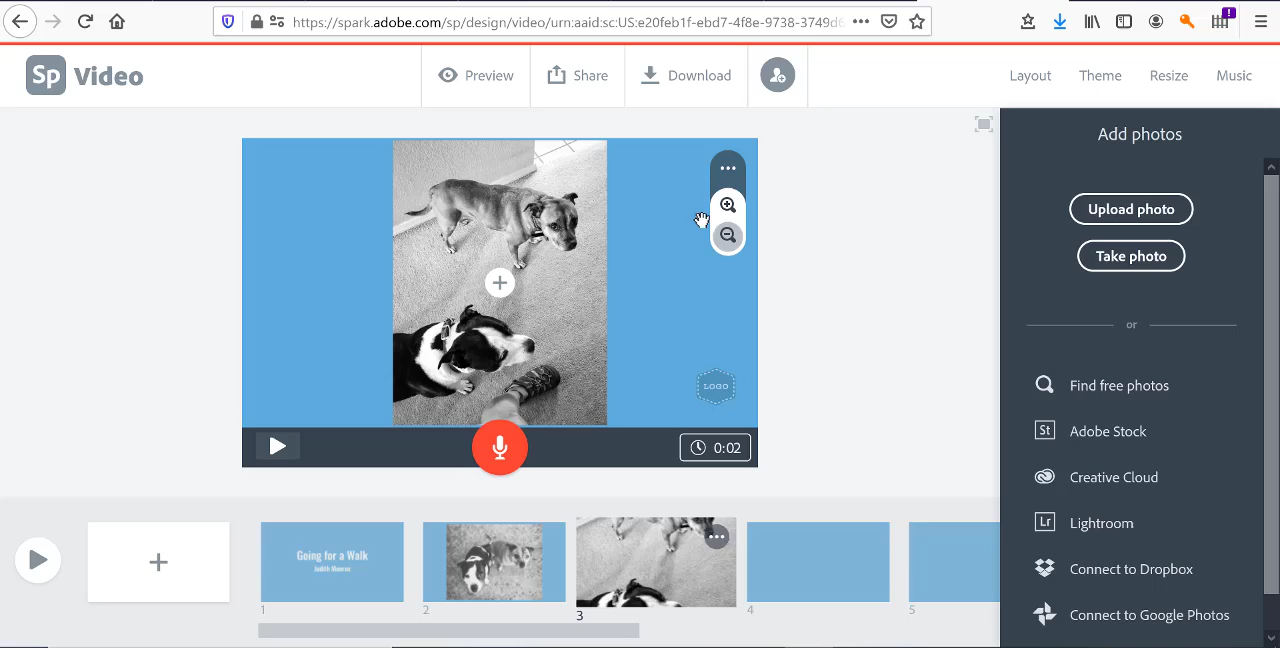 https://spark.adobe.com/sp/design/video/urn:aaid:sc:US:e20feb1f-ebd7-4f8e-9738-3749d
Sp Video
Preview
Share
Download
Layout
Theme
Resize
Music
Add photos
Upload photo
Take photo
or
Find free photos
St Adobe Stock
Creative Cloud
Lr Lightroom
Connect to Dropbox
Connect to Google Photos
LOGO
0:02
Going for a Walk
Judith Monroe
1
2
3
4
5